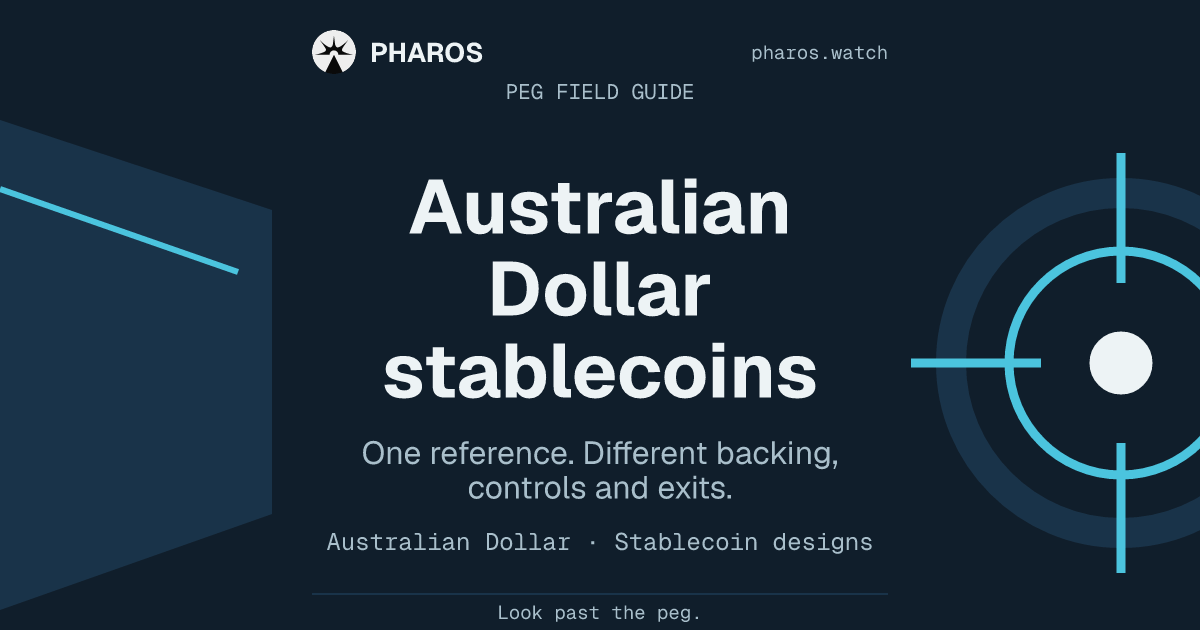 PHAROS
pharos.watch
PEG FIELD GUIDE
Australian
Dollar
stablecoins
One reference. Different backing,
controls and exits.
Australian Dollar · Stablecoin designs
Look past the peg.